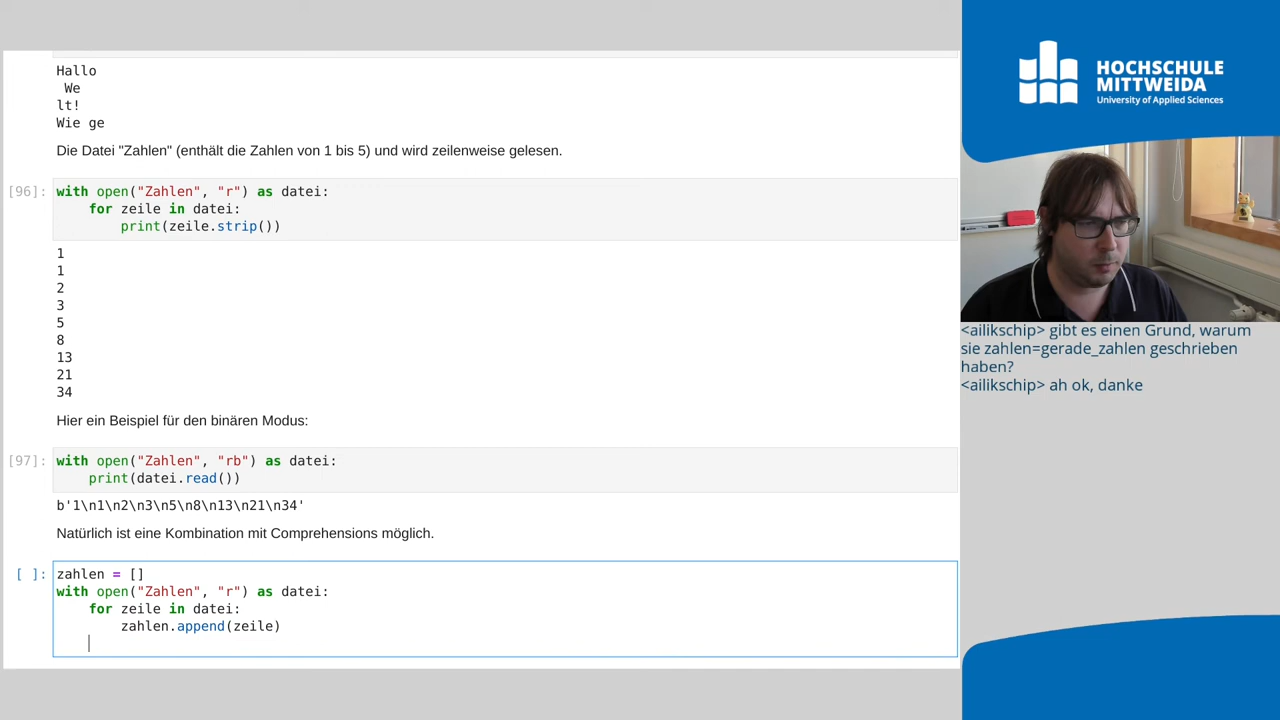 Hallo
We
lt!
Wie ge
Die Datei "Zahlen" (enthält die Zahlen von 1 bis 5) und wird zeilenweise gelesen.
[96]: with open("Zahlen", "r") as datei:
for zeile in datei:
print(zeile.strip())
1
1
2
3
5
8
13
21
34
Hier ein Beispiel für den binären Modus:
[97]: with open("Zahlen", "rb") as datei:
print(datei.read())
b'1\n1\n2\n3\n5\n8\n13\n21\n34'
Natürlich ist eine Kombination mit Comprehensions möglich.
[ ]: zahlen = []
with open("Zahlen", "r") as datei:
for zeile in datei:
zahlen.append(zeile)
HOCHSCHULE
MITTWEIDA
University of Applied Sciences
<ailikschip> gibt es einen Grund, warum
sie zahlen=gerade_zahlen geschrieben
haben?
<ailikschip> ah ok, danke